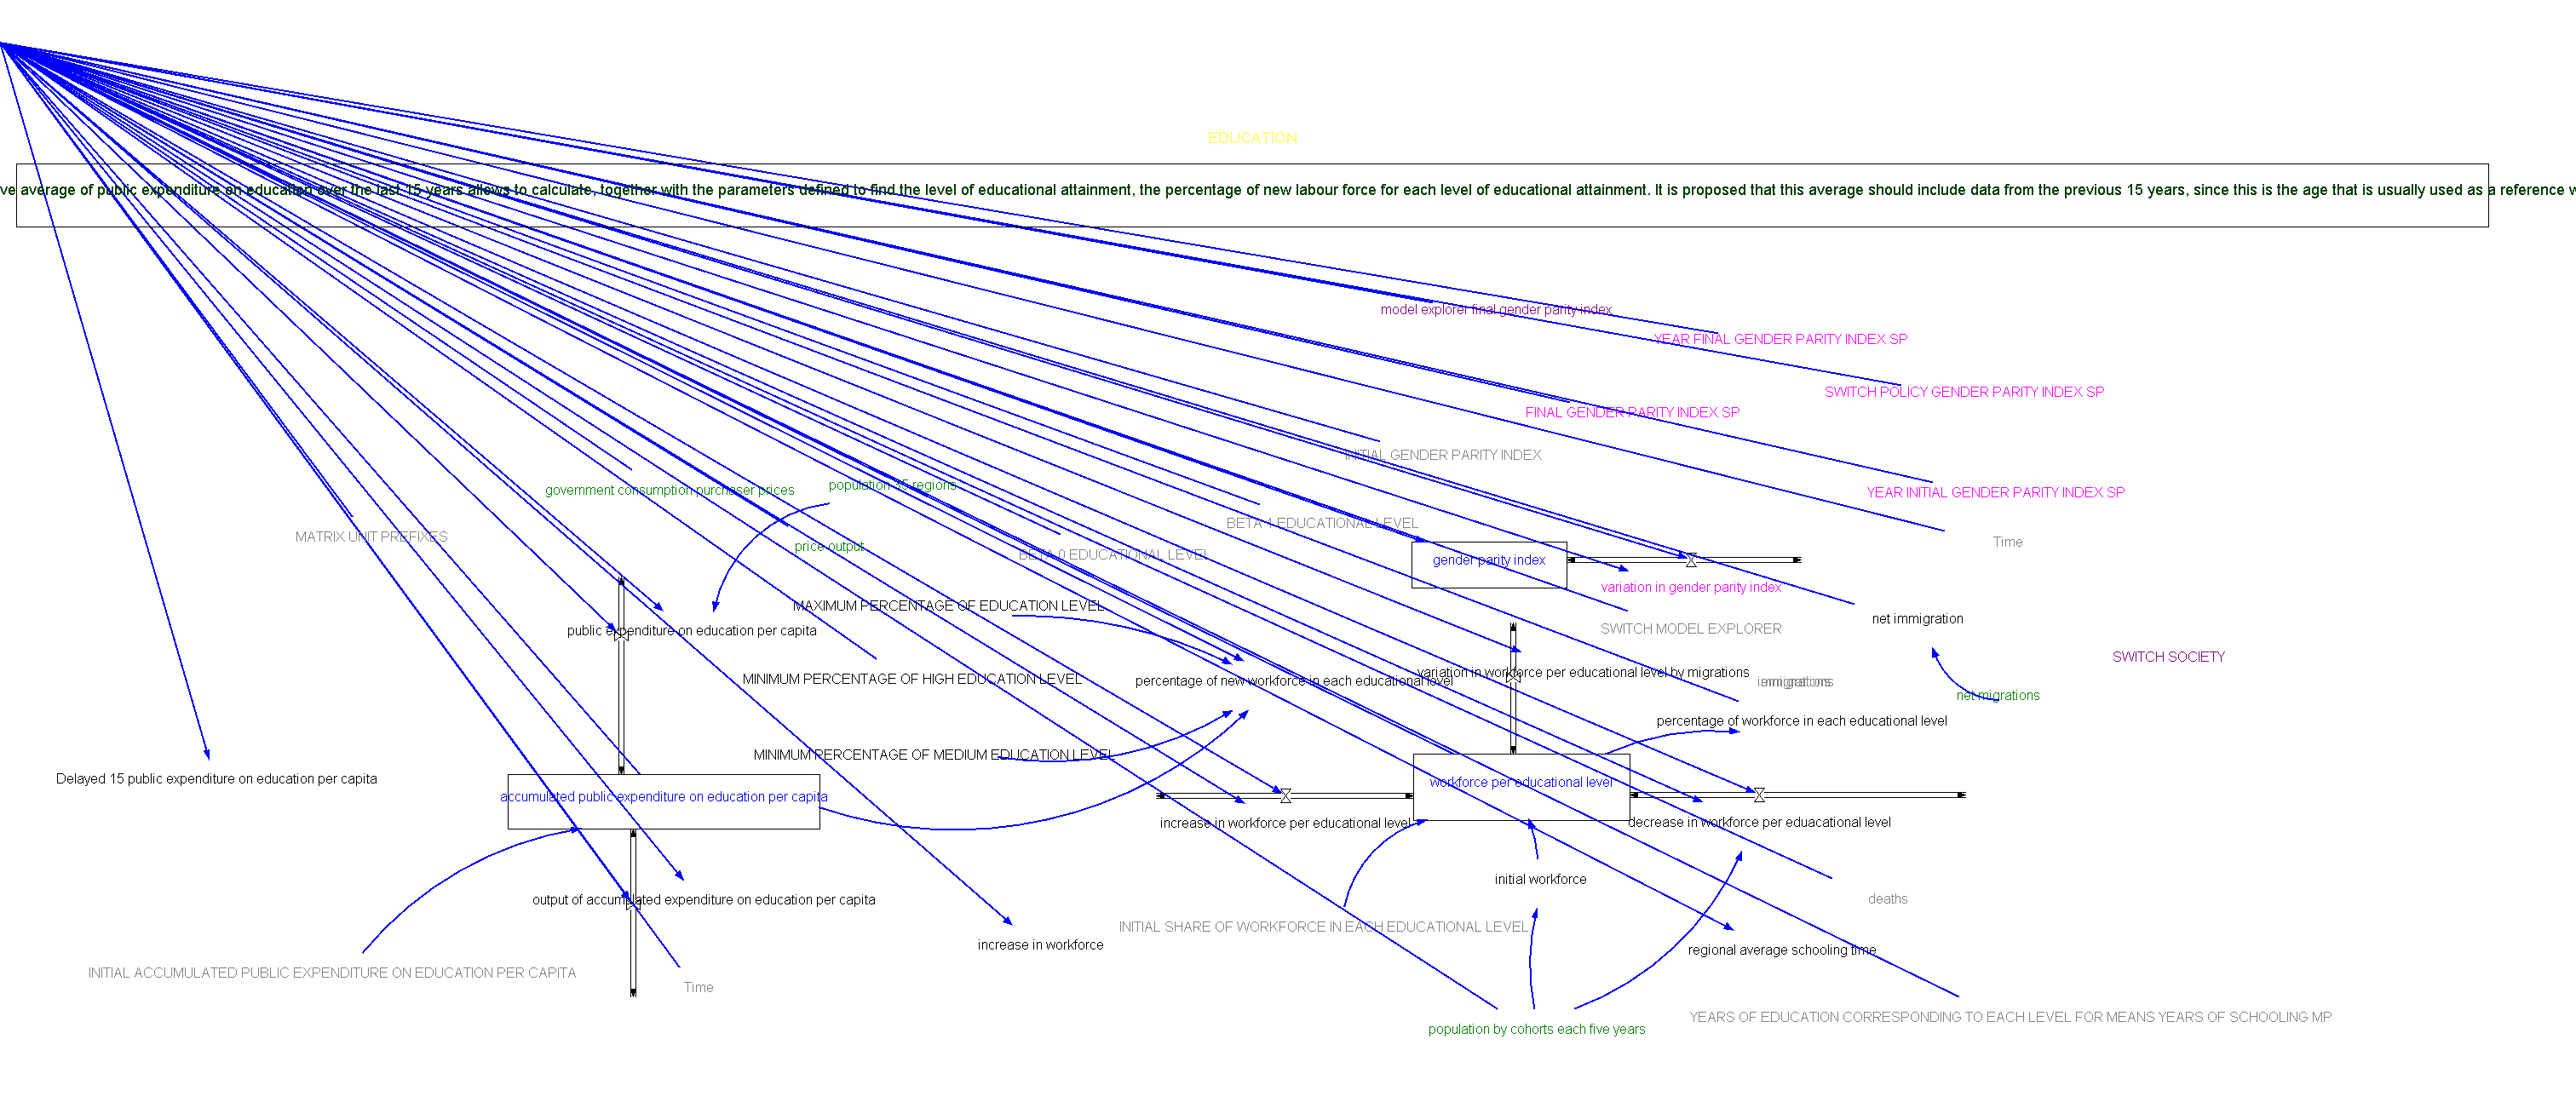 EDUCATION
ve average of public expenditure on education over the last 15 years allows to calculate, together with the parameters defined to find the level of educational attainment, the percentage of new labour force for each level of educational attainment. It is proposed that this average should include data from the previous 15 years, since this is the age that is usually used as a reference w
model explorer final gender parity index
YEAR FINAL GENDER PARITY INDEX SP
SWITCH POLICY GENDER PARITY INDEX SP
FINAL GENDER PARITY INDEX SP
INITIAL GENDER PARITY INDEX
government consumption purchaser prices
population 35 regions
YEAR INITIAL GENDER PARITY INDEX SP
BETA 1 EDUCATIONAL LEVEL
MATRIX UNIT PREFIXES
price output
BETA 0 EDUCATIONAL LEVEL
Time
gender parity index
variation in gender parity index
MAXIMUM PERCENTAGE OF EDUCATION LEVEL
net immigration
public expenditure on education per capita
SWITCH MODEL EXPLORER
SWITCH SOCIETY
MINIMUM PERCENTAGE OF HIGH EDUCATION LEVEL
percentage of new workforce in each educational level
variation in workforce per educational level by migrations
net migrations
percentage of workforce in each educational level
MINIMUM PERCENTAGE OF MEDIUM EDUCATION LEVEL
Delayed 15 public expenditure on education per capita
accumulated public expenditure on education per capita
workforce per educational level
increase in workforce per educational level
decrease in workforce per eduacational level
initial workforce
output of accumulated expenditure on education per capita
deaths
INITIAL SHARE OF WORKFORCE IN EACH EDUCATIONAL LEVEL
increase in workforce
regional average schooling time
INITIAL ACCUMULATED PUBLIC EXPENDITURE ON EDUCATION PER CAPITA
Time
YEARS OF EDUCATION CORRESPONDING TO EACH LEVEL FOR MEANS YEARS OF SCHOOLING MP
population by cohorts each five years